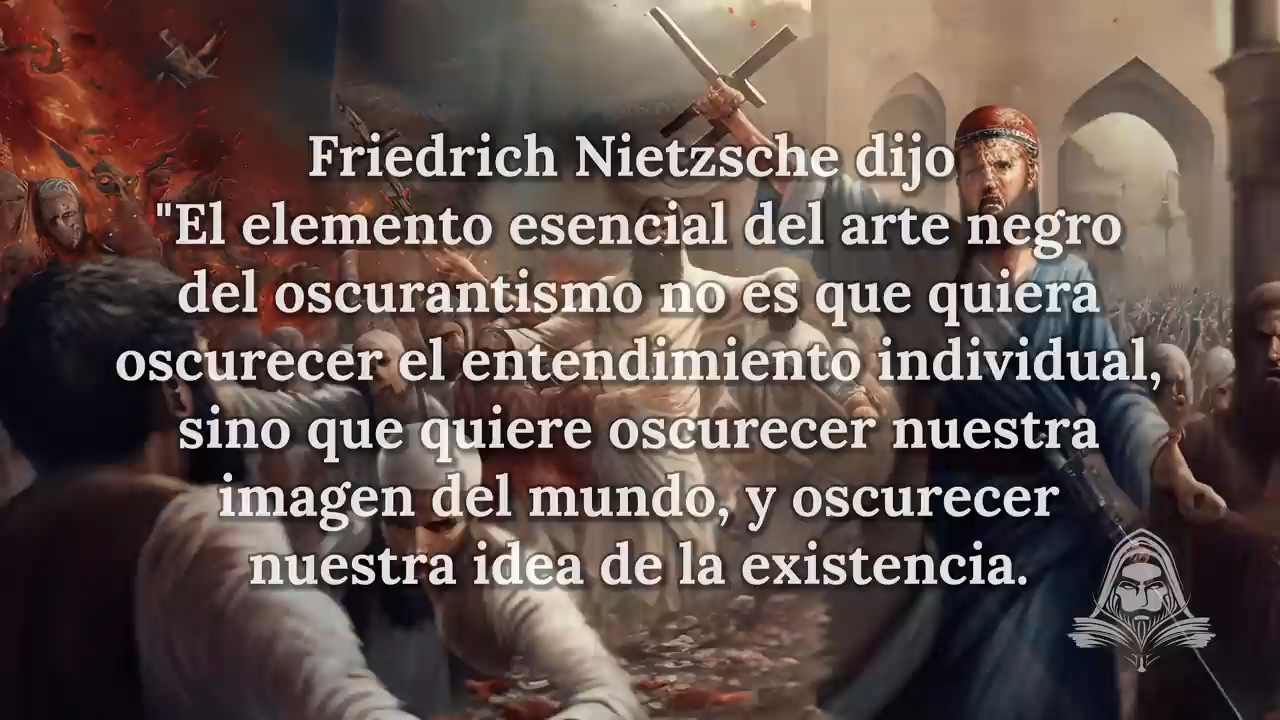 Friedrich Nietzsche dijo
"El elemento esencial del arte negro
del oscurantismo no es que quiera
oscurecer el entendimiento individual,
sino que quiere oscurecer nuestra
imagen del mundo, y oscurecer
nuestra idea de la existencia.